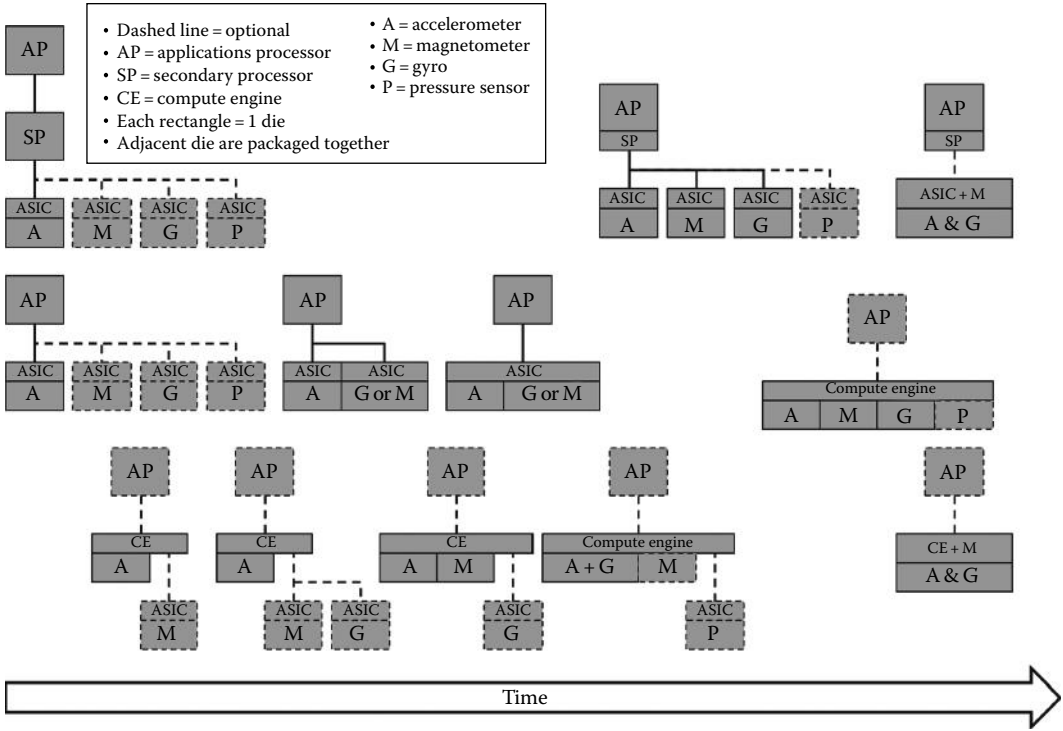 • Dashed line = optional
• AP = applications processor
• SP = secondary processor
• CE = compute engine
• Each rectangle = 1 die
• Adjacent die are packaged together
• A = accelerometer
• M = magnetometer
• G = gyro
• P = pressure sensor
AP
SP
ASIC ASIC ASIC ASIC
A M G P
AP
SP
ASIC ASIC ASIC ASIC
A M G P
AP
SP
ASIC + M
A & G
AP
ASIC ASIC ASIC ASIC
A M G P
AP
ASIC ASIC
A G or M
AP
ASIC
A G or M
AP
Compute engine
A M G P
AP
CE
A
ASIC
M
AP
CE
A
ASIC ASIC
M G
AP
CE
A M
ASIC
G
AP
Compute engine
A + G M
ASIC
P
AP
CE + M
A & G
Time